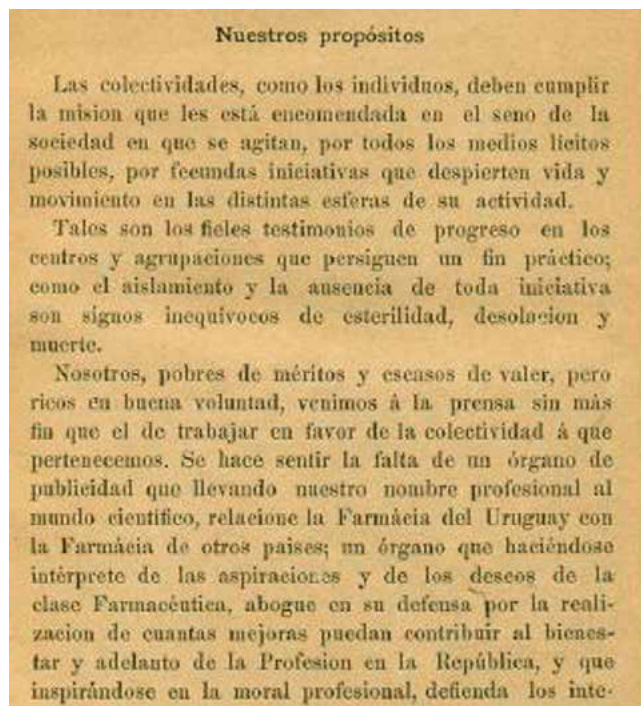 Nuestros propósitos
Las colectividades, como los individuos, deben cumplir
la mision que les está encomendada en el seno de la
sociedad en que se agitan, por todos los medios lícitos
posibles, por fecundas iniciativas que despierten vida y
movimiento en las distintas esferas de su actividad.
Tales son los fieles testimonios de progreso en los
centros y agrupaciones que persiguen un fin práctico;
como el aislamiento y la ausencia de toda iniciativa
son signos inequivocos de esterilidad, desolacion y
muerte.
Nosotros, pobres de méritos y escasos de valer, pero
ricos en buena voluntad, venimos á la prensa sin más
fin que el de trabajar en favor de la colectividad á que
pertenecemos. Se hace sentir la falta de un órgano de
publicidad que llevando nuestro nombre profesional al
mundo científico, relacione la Farmácia del Uruguay con
la Farmácia de otros paises; un órgano que haciéndose
intérprete de las aspiraciones y de los deseos de la
clase Farmacéutica, abogue en su defensa por la reali-
zacion de cuantas mejoras puedan contribuir al bienes-
tar y adelanto de la Profesion en la República, y que
inspirándose en la moral profesional, defienda los inte-